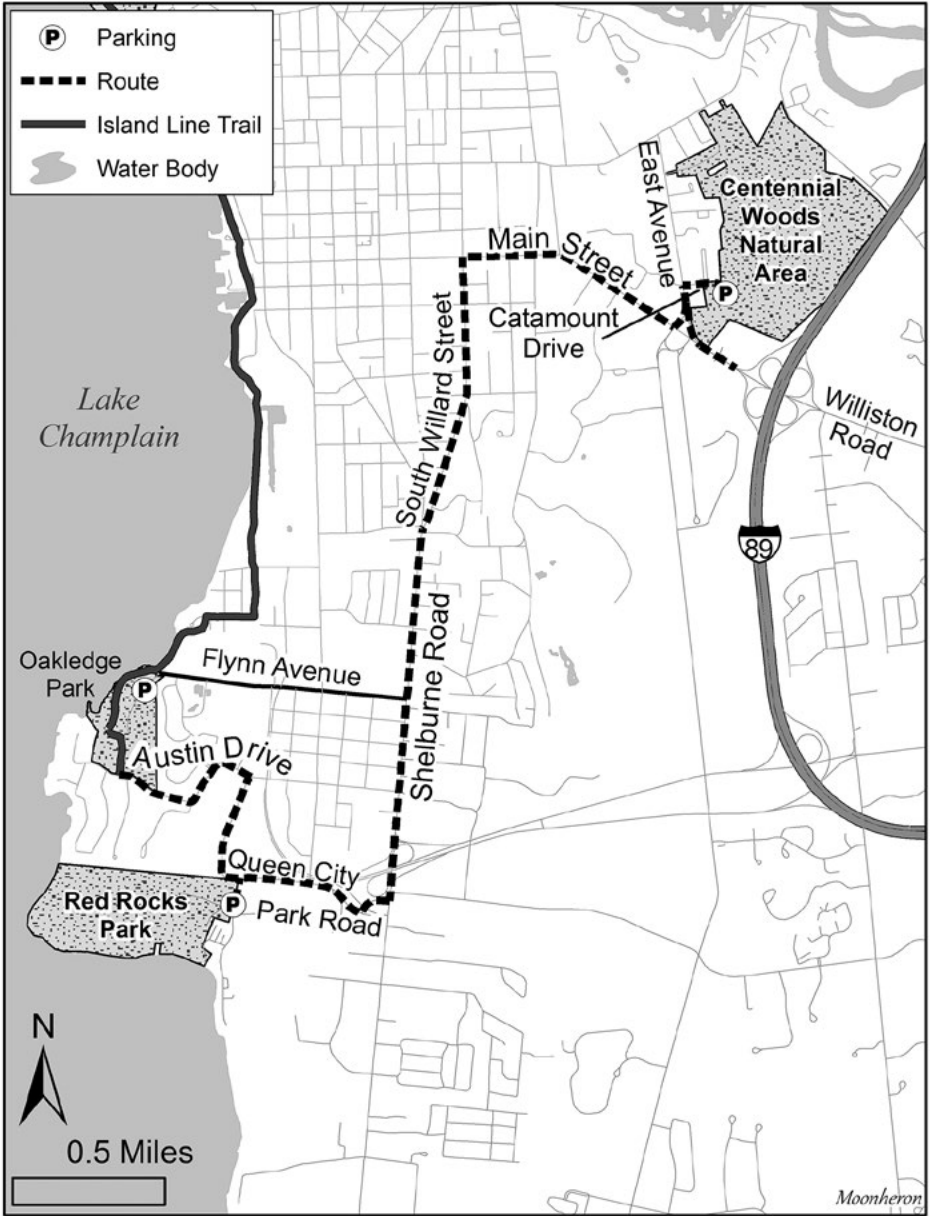 P
Parking
Route
Island Line Trail
Water Body
East Avenue
Centennial
Woods
Natural
Area
Main Street
P
Catamount
Drive
South Willard Street
Lake
Champlain
Williston
Road
89
Oakledge
Park
P
Flynn Avenue
Shelburne Road
Austin Drive
Queen City
Park Road
Red Rocks
Park
P
N
0.5 Miles
Moonheron